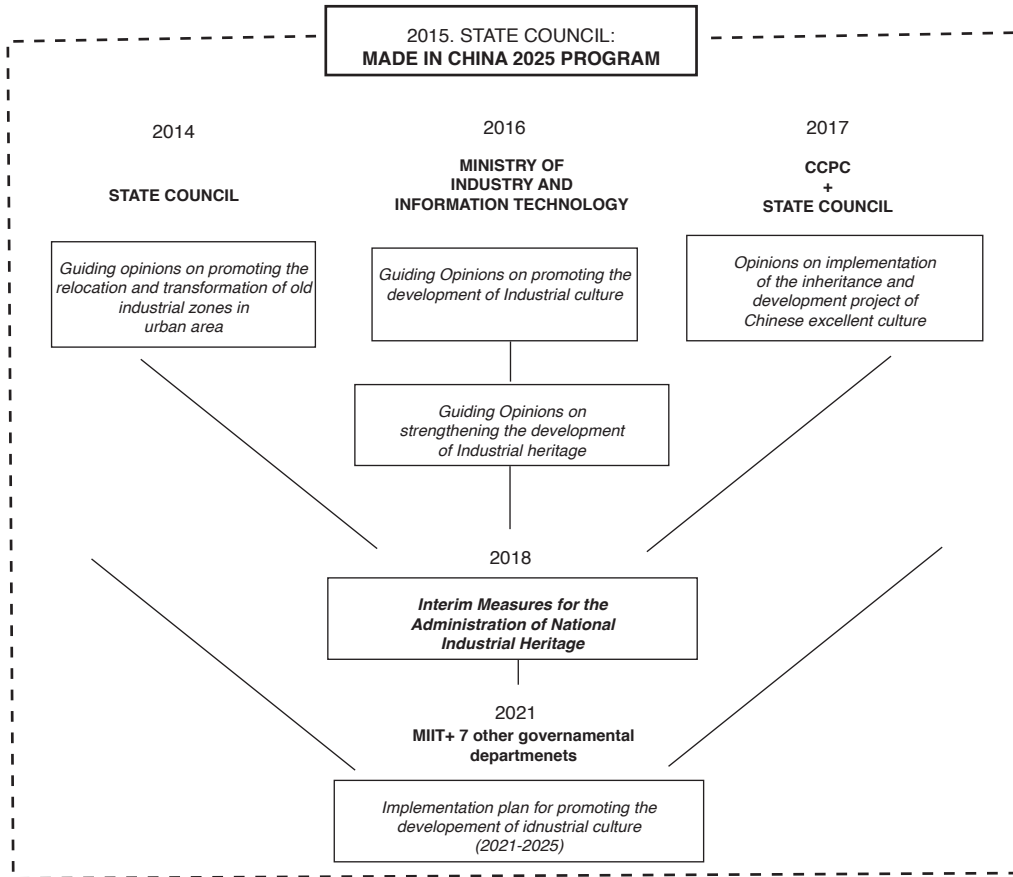 2015. STATE COUNCIL:
MADE IN CHINA 2025 PROGRAM
2014
STATE COUNCIL
Guiding opinions on promoting the
relocation and transformation of old
industrial zones in
urban area
2016
MINISTRY OF
INDUSTRY AND
INFORMATION TECHNOLOGY
Guiding Opinions on promoting the
development of Industrial culture
Guiding Opinions on
strengthening the development
of Industrial heritage
2017
CCPC
+
STATE COUNCIL
Opinions on implementation
of the inheritance and
development project of
Chinese excellent culture
2018
Interim Measures for the
Administration of National
Industrial Heritage
2021
MIIT+ 7 other governamental
departmenets
Implementation plan for promoting the
developement of idnustrial culture
(2021-2025)